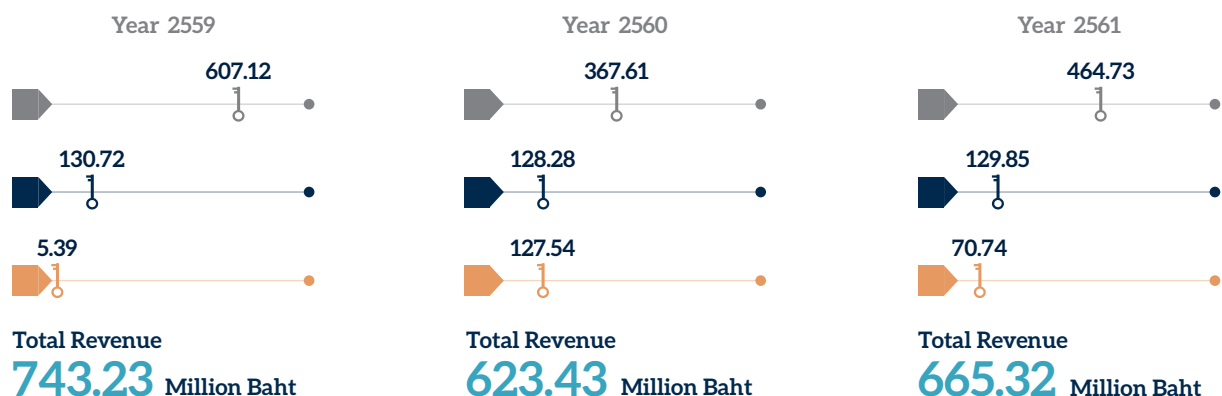 Year 2559
607.12
130.72
5.39
Total Revenue
743.23 Million Baht
Year 2560
367.61
128.28
127.54
Total Revenue
623.43 Million Baht
Year 2561
464.73
129.85
70.74
Total Revenue
665.32 Million Baht